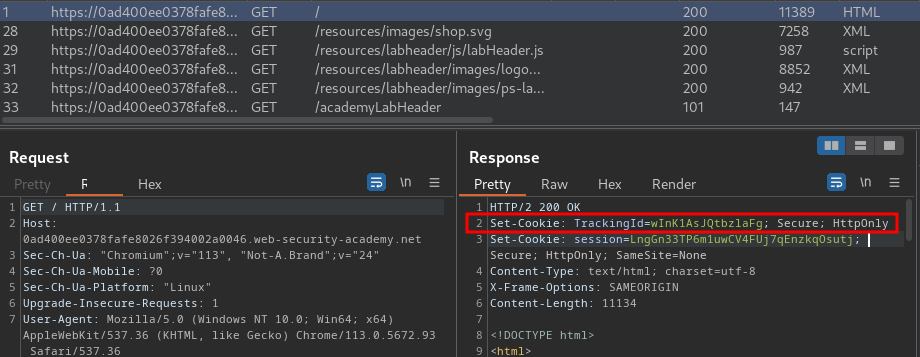 1 https://0ad400ee0378fafe8... GET / 200 11389 HTML
28 https://0ad400ee0378fafe8... GET /resources/images/shop.svg 200 7258 XML
29 https://0ad400ee0378fafe8... GET /resources/labheader/js/labHeader.js 200 987 script
31 https://0ad400ee0378fafe8... GET /resources/labheader/images/logo... 200 8852 XML
32 https://0ad400ee0378fafe8... GET /resources/labheader/images/ps-la... 200 942 XML
33 https://0ad400ee0378fafe8... GET /academyLabHeader 101 147
Request
Pretty R Hex \n
1 GET / HTTP/1.1
2 Host:
0ad400ee0378fafe8026f394002a0046.web-security-academy.net
3 Sec-Ch-Ua: "Chromium";v="113", "Not-A.Brand";v="24"
4 Sec-Ch-Ua-Mobile: ?0
5 Sec-Ch-Ua-Platform: "Linux"
6 Upgrade-Insecure-Requests: 1
7 User-Agent: Mozilla/5.0 (Windows NT 10.0; Win64; x64)
AppleWebKit/537.36 (KHTML, like Gecko) Chrome/113.0.5672.93
Safari/537.36
Response
Pretty Raw Hex Render \n
1 HTTP/2 200 OK
2 Set-Cookie: TrackingId=wInK1AsJQtbzlaFg; Secure; HttpOnly
3 Set-Cookie: session=LngGn33TP6m1uwCV4FUj7qEnzkqOsutj;
Secure; HttpOnly; SameSite=None
4 Content-Type: text/html; charset=utf-8
5 X-Frame-Options: SAMEORIGIN
6 Content-Length: 11134
7
8 <!DOCTYPE html>
9 <html>